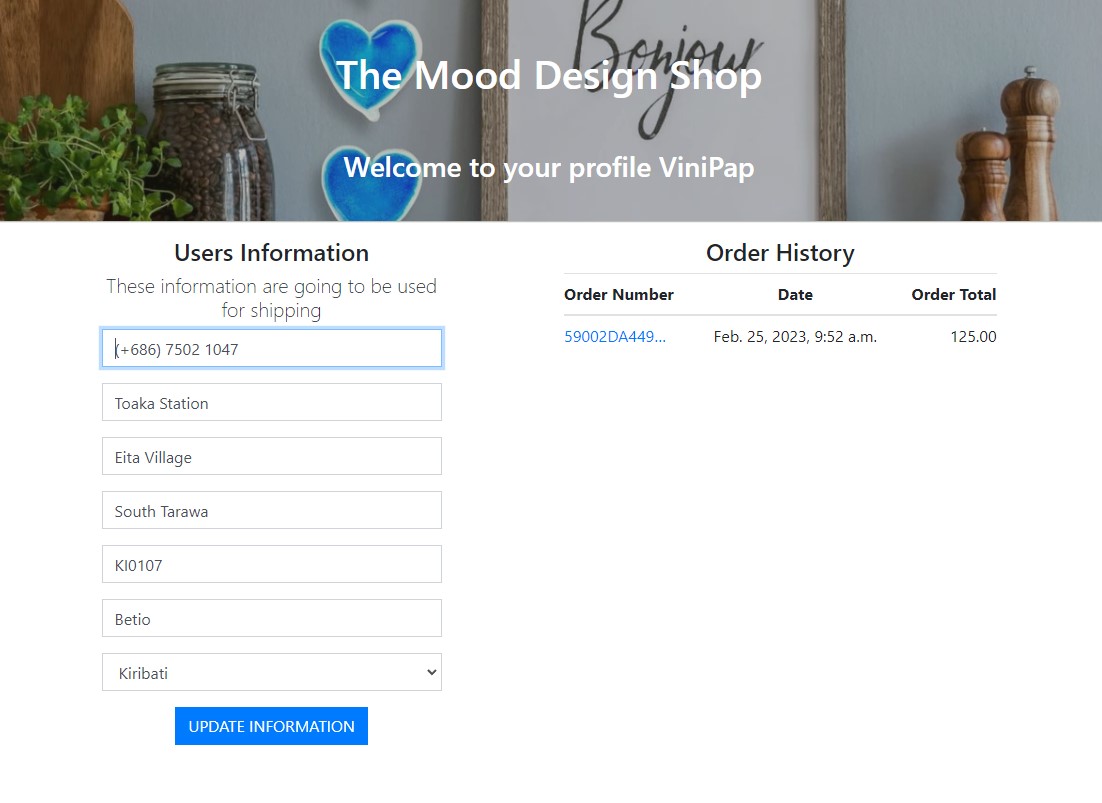 Bonjour
The Mood Design Shop
Welcome to your profile ViniPap
Users Information
These information are going to be used
for shipping
(+686) 7502 1047
Toaka Station
Eita Village
South Tarawa
KI0107
Betio
Kiribati
UPDATE INFORMATION
Order History
Order Number Date Order Total
59002DA449... Feb. 25, 2023, 9:52 a.m. 125.00